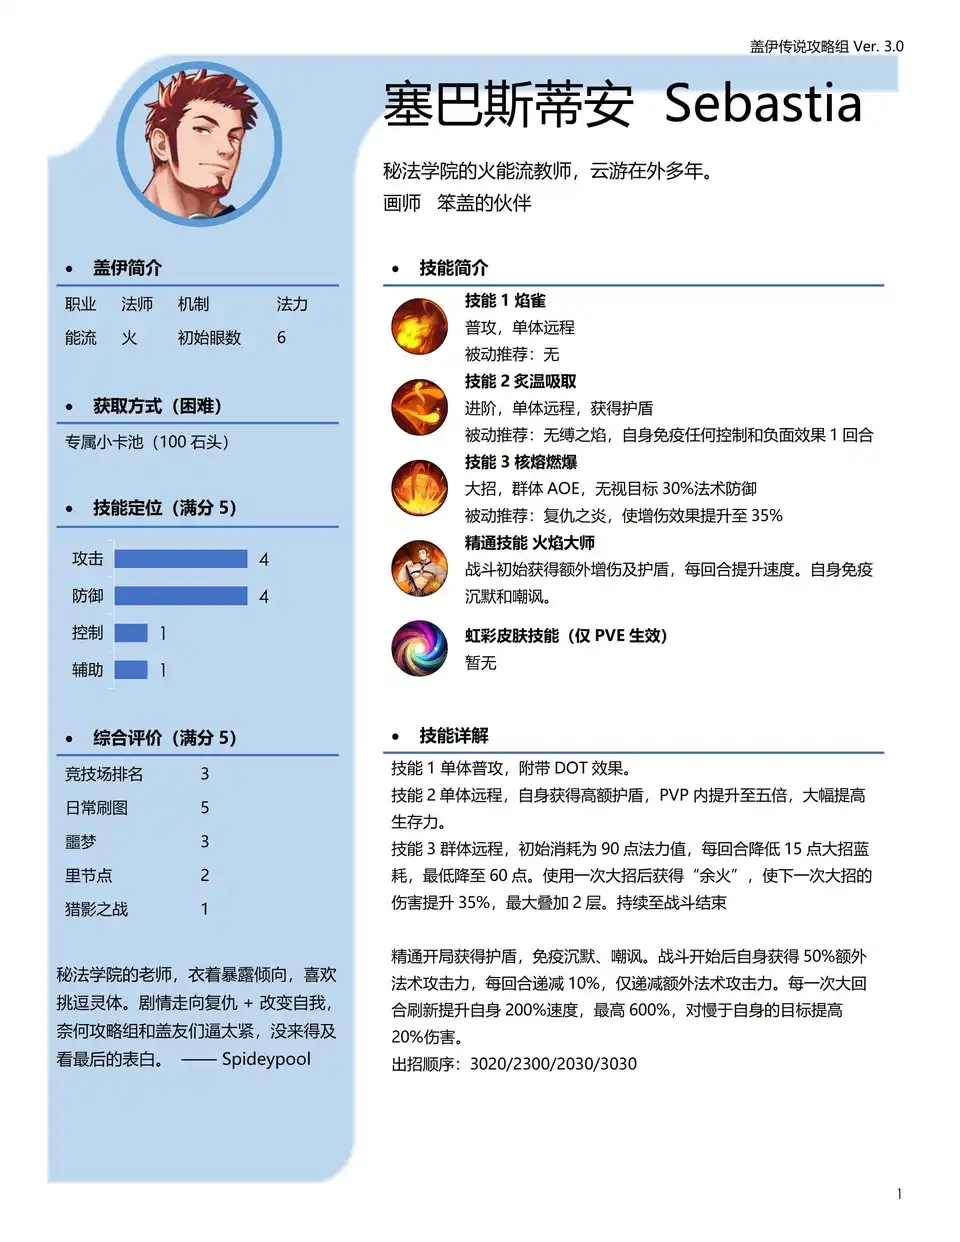 盖伊传说攻略组 Ver. 3.0
塞巴斯蒂安 Sebastia
秘法学院的火能流教师，云游在外多年。
画师 笨盖的伙伴
• 盖伊简介
职业 法师 机制 法力
能流 火 初始眼数 6
• 获取方式（困难）
专属小卡池（100 石头）
• 技能定位（满分 5）
攻击 4
防御 4
控制 1
辅助 1
• 综合评价（满分 5）
竞技场排名 3
日常刷图 5
噩梦 3
里节点 2
猎影之战 1
秘法学院的老师，衣着暴露倾向，喜欢
挑逗灵体。剧情走向复仇 + 改变自我，
奈何攻略组和盖友们逼太紧，没来得及
看最后的表白。 —— Spideypool
• 技能简介
技能 1 焰雀
普攻，单体远程
被动推荐：无
技能 2 炙温吸取
进阶，单体远程，获得护盾
被动推荐：无缚之焰，自身免疫任何控制和负面效果 1 回合
技能 3 核熔燃爆
大招，群体 AOE，无视目标 30%法术防御
被动推荐：复仇之炎，使增伤效果提升至 35%
精通技能 火焰大师
战斗初始获得额外增伤及护盾，每回合提升速度。自身免疫
沉默和嘲讽。
虹彩皮肤技能（仅 PVE 生效）
暂无
• 技能详解
技能 1 单体普攻，附带 DOT 效果。
技能 2 单体远程，自身获得高额护盾，PVP 内提升至五倍，大幅提高
生存力。
技能 3 群体远程，初始消耗为 90 点法力值，每回合降低 15 点大招蓝
耗，最低降至 60 点。使用一次大招后获得“余火”，使下一次大招的
伤害提升 35%，最大叠加 2 层。持续至战斗结束
精通开局获得护盾，免疫沉默、嘲讽。战斗开始后自身获得 50%额外
法术攻击力，每回合递减 10%，仅递减额外法术攻击力。每一次大回
合刷新提升自身 200%速度，最高 600%，对慢于自身的目标提高
20%伤害。
出招顺序：3020/2300/2030/3030
1